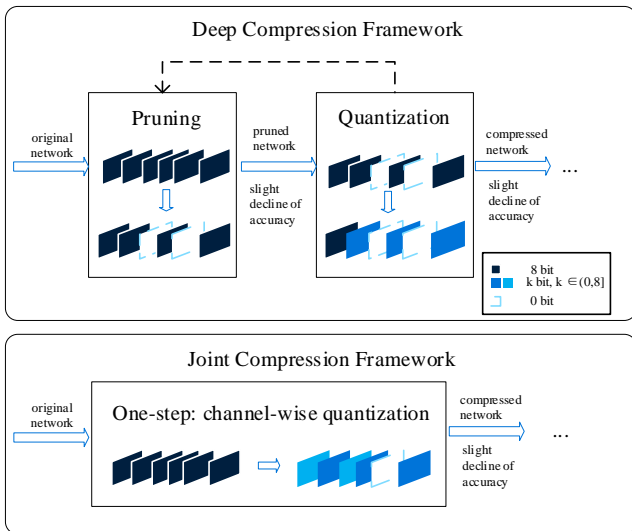 Deep Compression Framework
original
network
Pruning
pruned
network
slight
decline of
accuracy
Quantization
compressed
network
slight
decline of
accuracy
...
8 bit
k bit, k ∈(0,8]
0 bit
Joint Compression Framework
original
network
One-step: channel-wise quantization
compressed
network
slight
decline of
accuracy
...